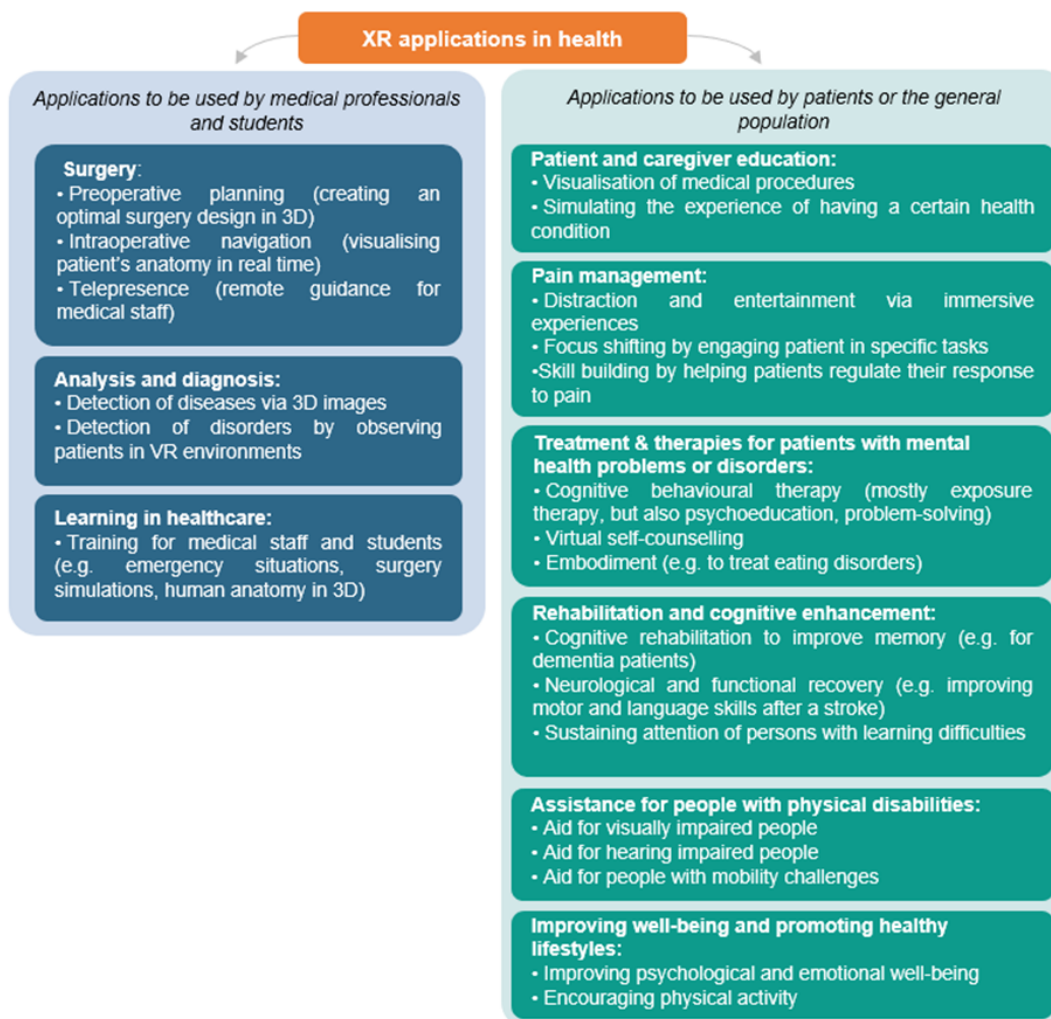 XR applications in health
Applications to be used by medical professionals
and students
Surgery:
• Preoperative planning (creating an
optimal surgery design in 3D)
• Intraoperative navigation (visualising
patient's anatomy in real time)
• Telepresence (remote guidance for
medical staff)
Analysis and diagnosis:
• Detection of diseases via 3D images
• Detection of disorders by observing
patients in VR environments
Learning in healthcare:
• Training for medical staff and students
(e.g. emergency situations, surgery
simulations, human anatomy in 3D)
Applications to be used by patients or the general
population
Patient and caregiver education:
• Visualisation of medical procedures
• Simulating the experience of having a certain health
condition
Pain management:
• Distraction and entertainment via immersive
experiences
• Focus shifting by engaging patient in specific tasks
•Skill building by helping patients regulate their response
to pain
Treatment & therapies for patients with mental
health problems or disorders:
• Cognitive behavioural therapy (mostly exposure
therapy, but also psychoeducation, problem-solving)
• Virtual self-counselling
• Embodiment (e.g. to treat eating disorders)
Rehabilitation and cognitive enhancement:
• Cognitive rehabilitation to improve memory (e.g. for
dementia patients)
• Neurological and functional recovery (e.g. improving
motor and language skills after a stroke)
• Sustaining attention of persons with learning difficulties
Assistance for people with physical disabilities:
• Aid for visually impaired people
• Aid for hearing impaired people
• Aid for people with mobility challenges
Improving well-being and promoting healthy
lifestyles:
• Improving psychological and emotional well-being
• Encouraging physical activity